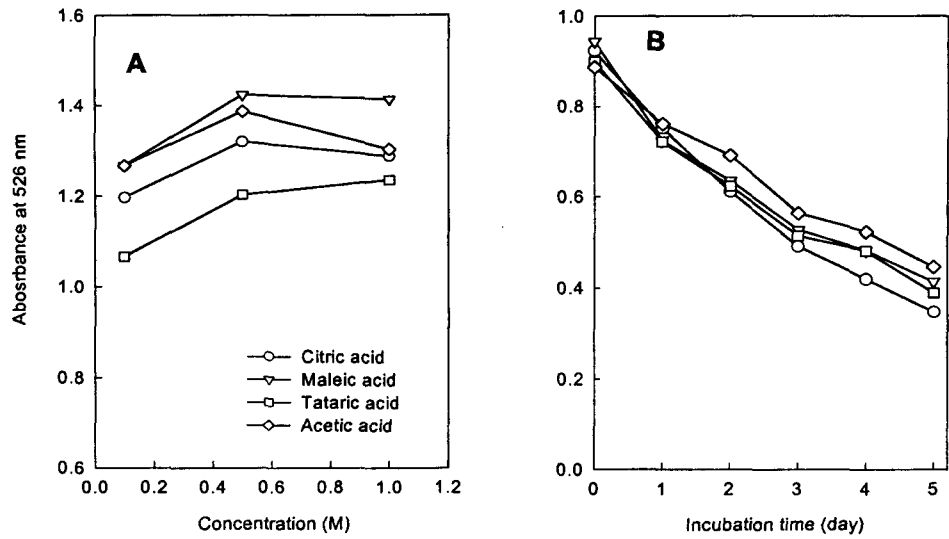 A
B
Abosrbance at 526 nm
1.6
1.4
1.2
1.0
0.8
0.6
0.0 0.2 0.4 0.6 0.8 1.0 1.2
Concentration (M)
Citric acid
Maleic acid
Tataric acid
Acetic acid
1.0
0.8
0.6
0.4
0.2
0.0
0 1 2 3 4 5
Incubation time (day)